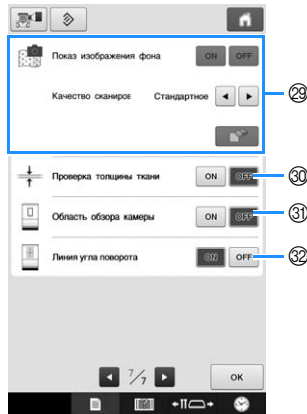 Показ изображения фона ON OFF
Качество сканиров Стандартное 29
Проверка толщины ткани ON OFF 30
Область обзора камеры ON OFF 31
Линия угла поворота ON OFF 32
7/7 OK